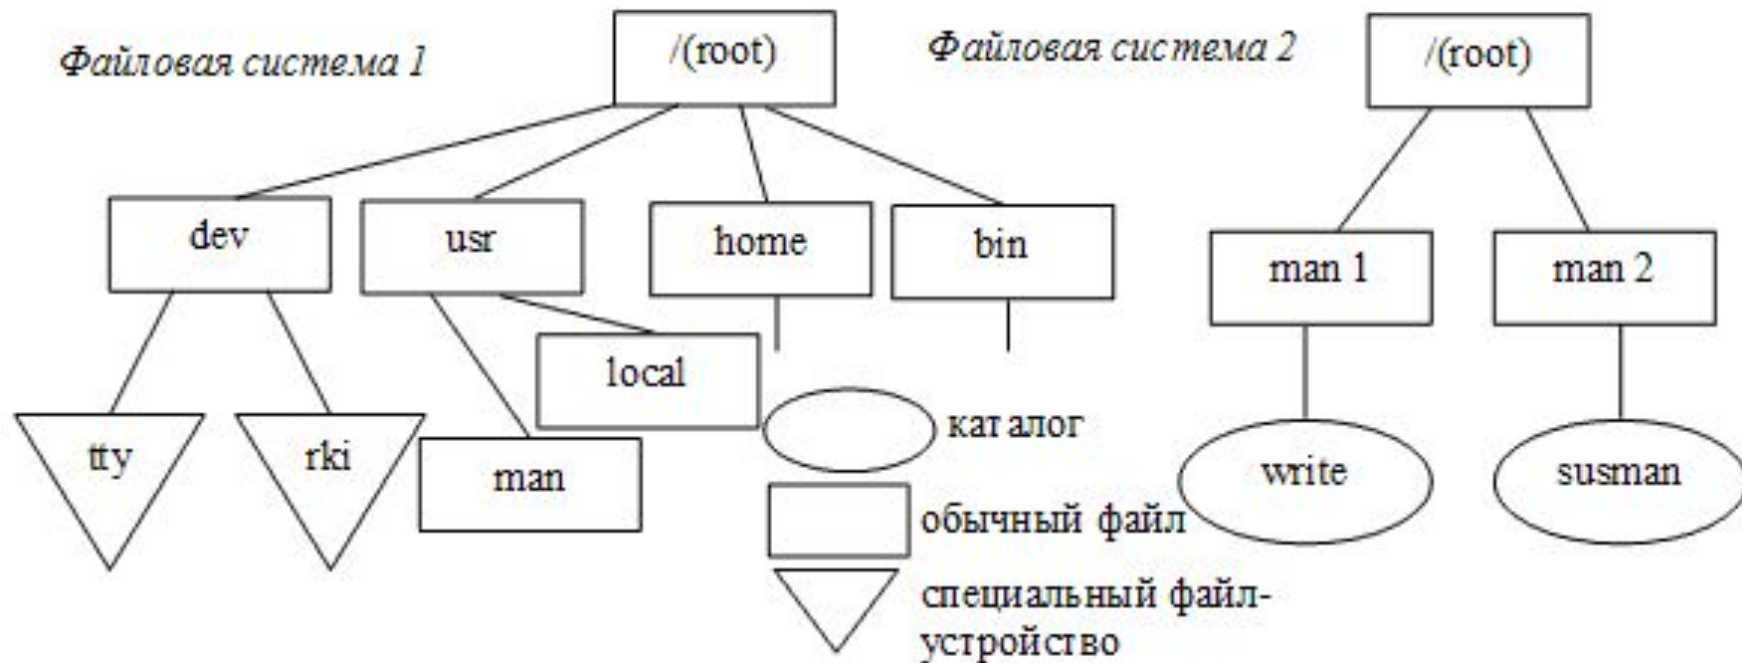 Файловая система 1
/(root)
Файловая система 2
/(root)
dev
usr
home
bin
man 1
man 2
local
tty
rki
man
каталог
write
susman
обычный файл
специальный файл-
устройство